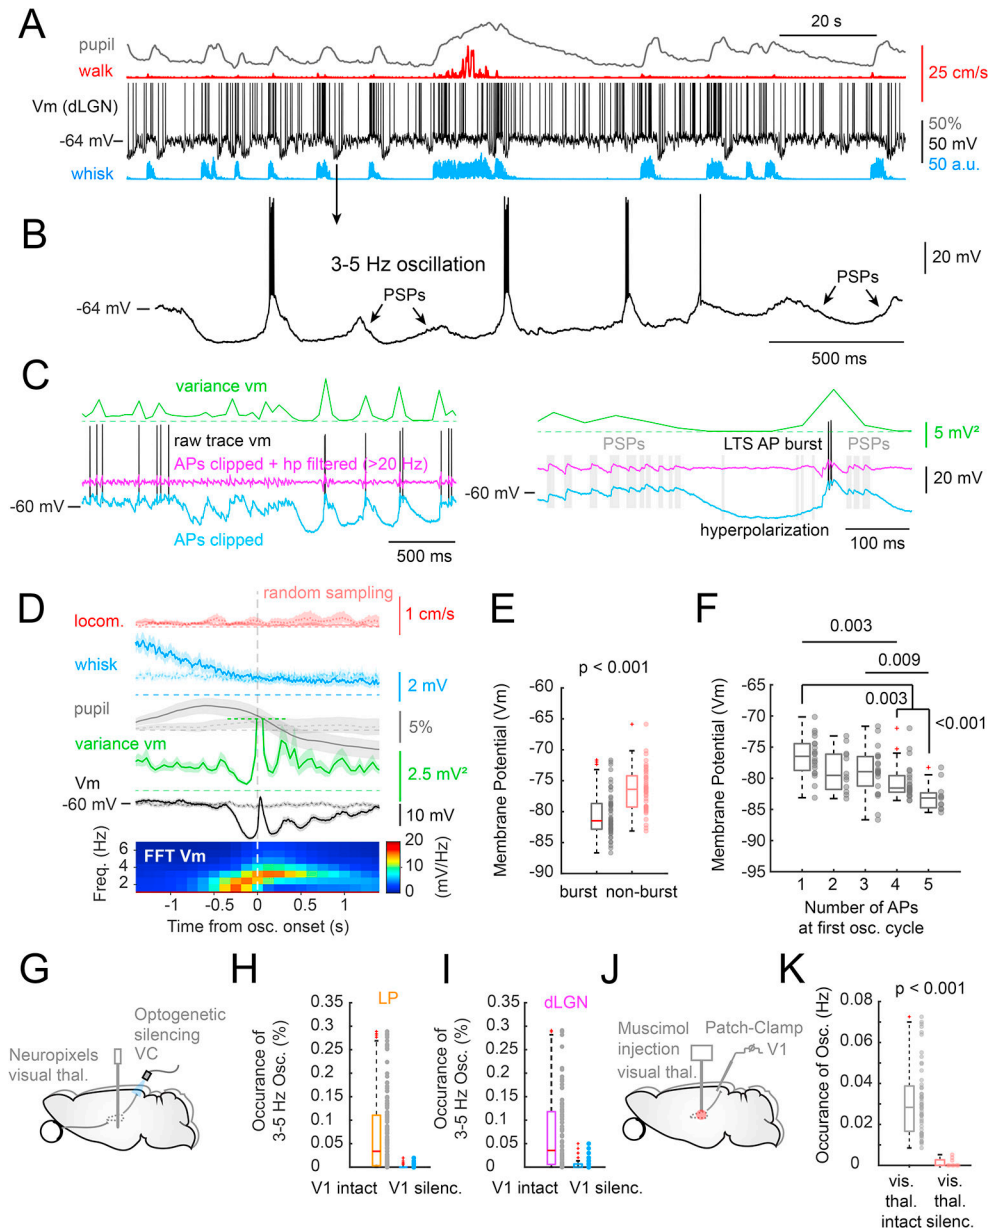 A
20 s
pupil
walk
25 cm/s
Vm (dLGN)
50%
-64 mV
50 mV
50 a.u.
whisk
B
3-5 Hz oscillation
20 mV
PSPs
PSPs
-64 mV
500 ms
C
variance vm
raw trace vm
APs clipped + hp filtered (>20 Hz)
-60 mV
APs clipped
500 ms
5 mV²
PSPs
LTS AP burst
PSPs
20 mV
-60 mV
hyperpolarization
100 ms
D
random sampling
locom.
1 cm/s
whisk
2 mV
pupil
5%
variance vm
2.5 mV²
Vm
-60 mV
10 mV
FFT Vm
Freq. (Hz)
6
4
2
20
10
0
(mV/Hz)
-1
-0.5
0
0.5
1
Time from osc. onset (s)
E
p < 0.001
Membrane Potential (Vm)
-60
-65
-70
-75
-80
-85
-90
burst
non-burst
F
0.003
0.009
0.003
<0.001
Membrane Potential (Vm)
-65
-70
-75
-80
-85
-90
-95
1 2 3 4 5
Number of APs
at first osc. cycle
G
Optogenetic
silencing
VC
Neuropixels
visual thal.
H
LP
Occurance of
3-5 Hz Osc. (%)
0.35
0.3
0.25
0.2
0.15
0.1
0.05
0
V1 intact V1 silenc.
I
dLGN
Occurance of
3-5 Hz Osc. (%)
0.35
0.3
0.25
0.2
0.15
0.1
0.05
0
V1 intact V1 silenc.
J
Muscimol
injection
visual thal.
Patch-Clamp
V1
K
p < 0.001
Occurance of Osc. (Hz)
0.08
0.06
0.04
0.02
0
vis. vis.
thal. thal.
intact silenc.